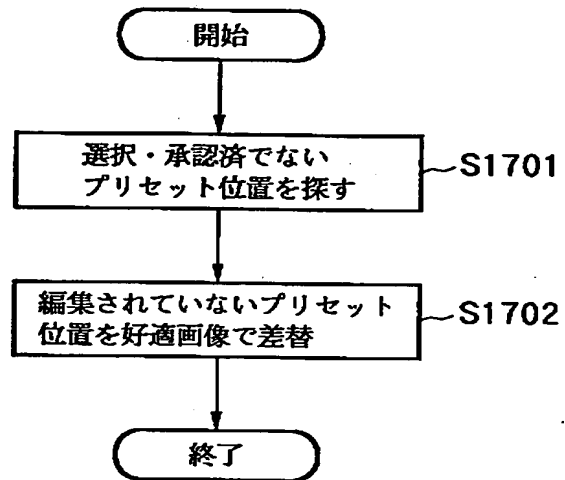 開始
選択・承認済でない
プリセット位置を探す
S1701
編集されていないプリセット
位置を好適画像で差替
S1702
終了